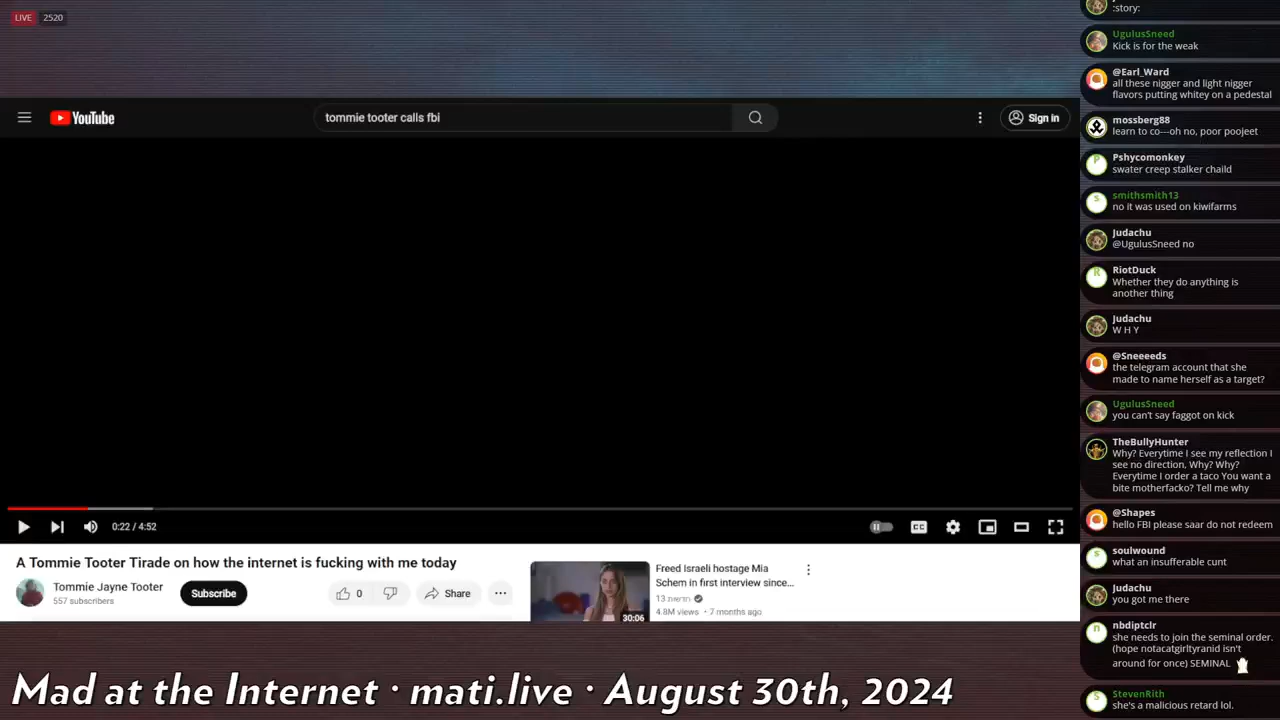 LIVE 2520
YouTube
tommie tooter calls fbi
Sign in
0:22 / 4:52
CC
A Tommie Tooter Tirade on how the internet is fucking with me today
Tommie Jayne Tooter
557 subscribers
Subscribe
0
Share
30:06
Freed Israeli hostage Mia
Schem in first interview since...
חדשות 13
4.8M views • 7 months ago
Mad at the Internet · mati.live · August 30th, 2024
:story:
UgulusSneed
Kick is for the weak
@Earl_Ward
all these nigger and light nigger
flavors putting whitey on a pedestal
mossberg88
learn to co---oh no, poor poojeet
Pshycomonkey
swater creep stalker chaild
smithsmith13
no it was used on kiwifarms
Judachu
@UgulusSneed no
RiotDuck
Whether they do anything is
another thing
Judachu
W H Y
@Sneeeeds
the telegram account that she
made to name herself as a target?
UgulusSneed
you can't say faggot on kick
TheBullyHunter
Why? Everytime I see my reflection I
see no direction, Why? Why?
Everytime I order a taco You want a
bite motherfacko? Tell me why
@Shapes
hello FBI please saar do not redeem
soulwound
what an insufferable cunt
Judachu
you got me there
nbdiptclr
she needs to join the seminal order.
(hope notacatgirltyranid isn't
around for once) SEMINAL
StevenRith
she's a malicious retard lol.